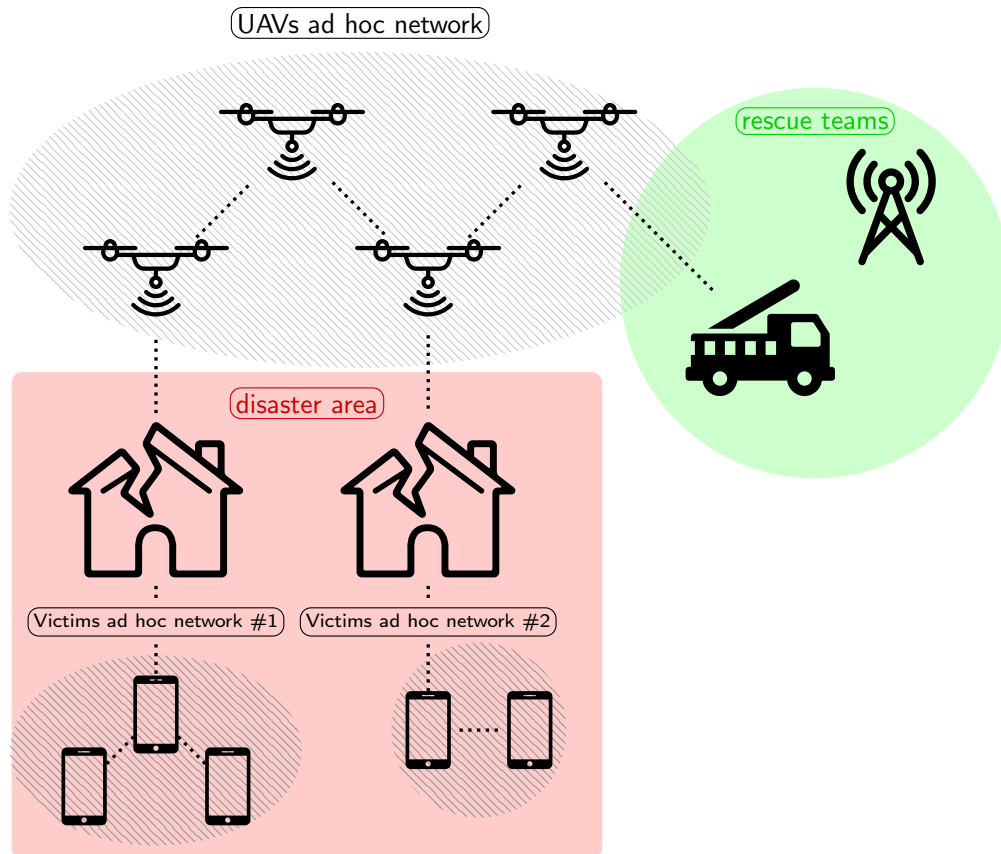 UAVs ad hoc network
rescue teams
disaster area
Victims ad hoc network #1
Victims ad hoc network #2